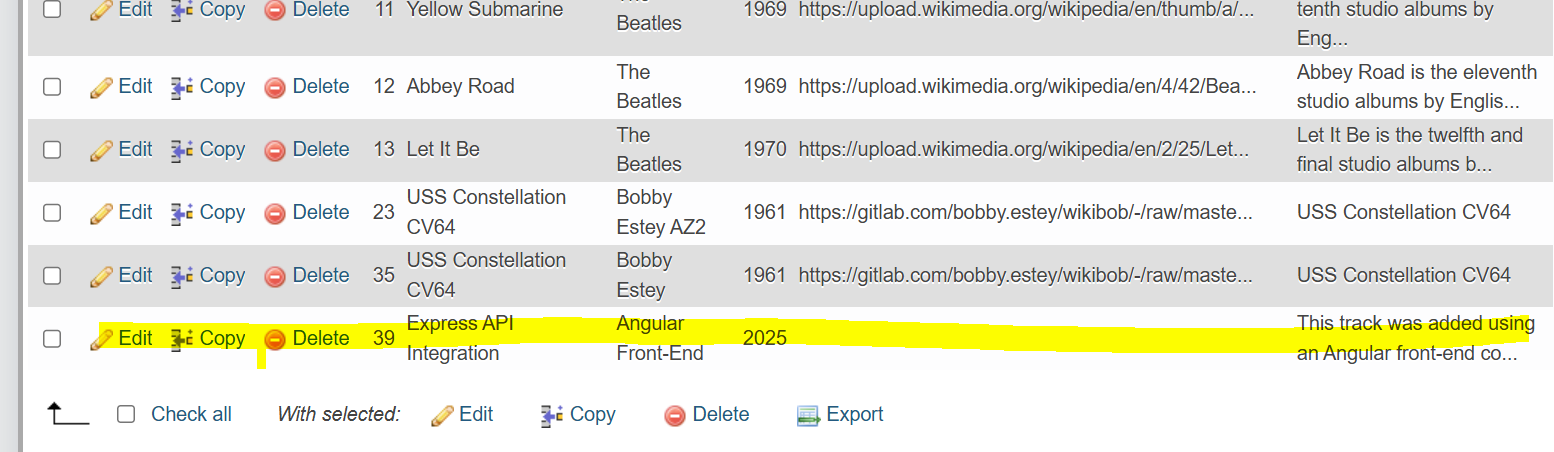 Edit Copy Delete 11 Yellow Submarine The Beatles 1969 https://upload.wikimedia.org/wikipedia/en/thumb/a/... tenth studio albums by Eng...
Edit Copy Delete 12 Abbey Road The Beatles 1969 https://upload.wikimedia.org/wikipedia/en/4/42/Bea... Abbey Road is the eleventh studio albums by Englis...
Edit Copy Delete 13 Let It Be The Beatles 1970 https://upload.wikimedia.org/wikipedia/en/2/25/Let... Let It Be is the twelfth and final studio albums b...
Edit Copy Delete 23 USS Constellation CV64 Bobby Estey AZ2 1961 https://gitlab.com/bobby.estey/wikibob/-/raw/maste... USS Constellation CV64
Edit Copy Delete 35 USS Constellation CV64 Bobby Estey 1961 https://gitlab.com/bobby.estey/wikibob/-/raw/maste... USS Constellation CV64
Edit Copy Delete 39 Express API Integration Angular Front-End 2025 This track was added using an Angular front-end co...
Check all With selected: Edit Copy Delete Export